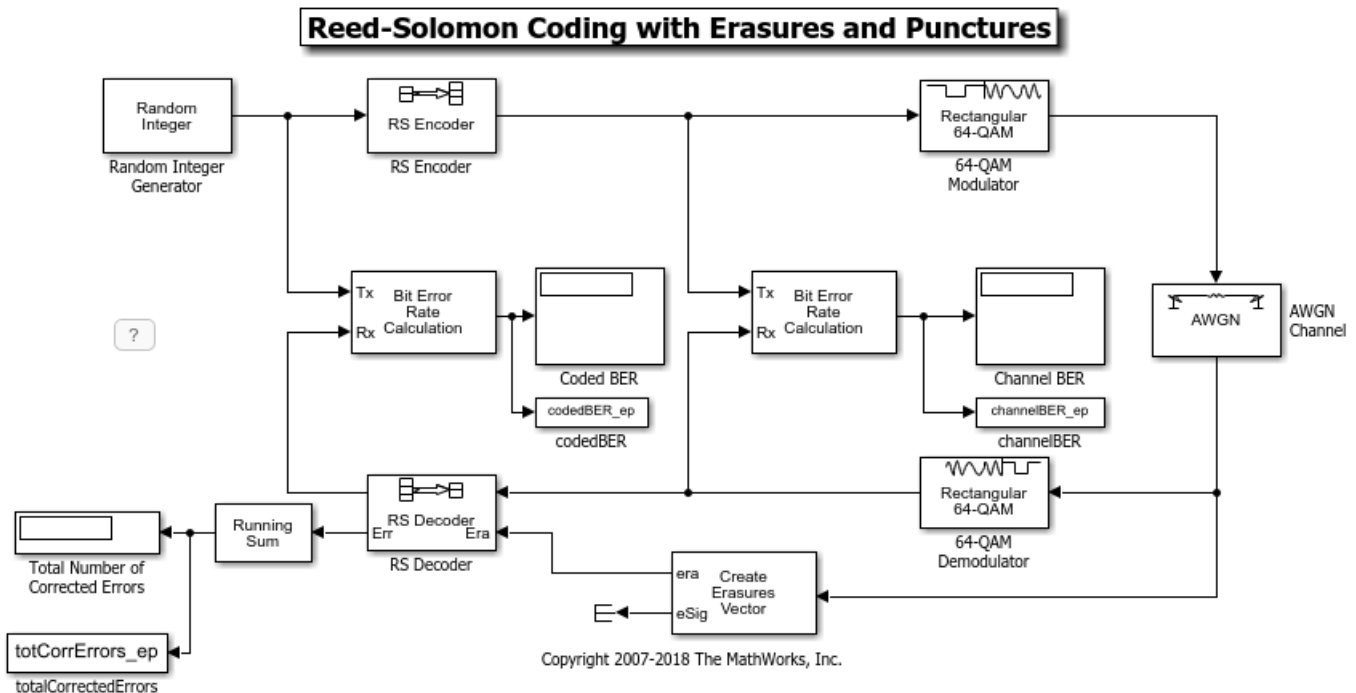 Reed-Solomon Coding with Erasures and Punctures
Random
Integer
Random Integer
Generator
RS Encoder
RS Encoder
Rectangular
64-QAM
64-QAM
Modulator
Tx
Rx
Bit Error
Rate
Calculation
Coded BER
codedBER_ep
codedBER
Tx
Rx
Bit Error
Rate
Calculation
Channel BER
channelBER_ep
channelBER
AWGN
AWGN
Channel
?
Rectangular
64-QAM
64-QAM
Demodulator
RS Decoder
Err
Era
RS Decoder
Running
Sum
Total Number of
Corrected Errors
totCorrErrors_ep
totalCorrectedErrors
era
eSig
Create
Erasures
Vector
Copyright 2007-2018 The MathWorks, Inc.